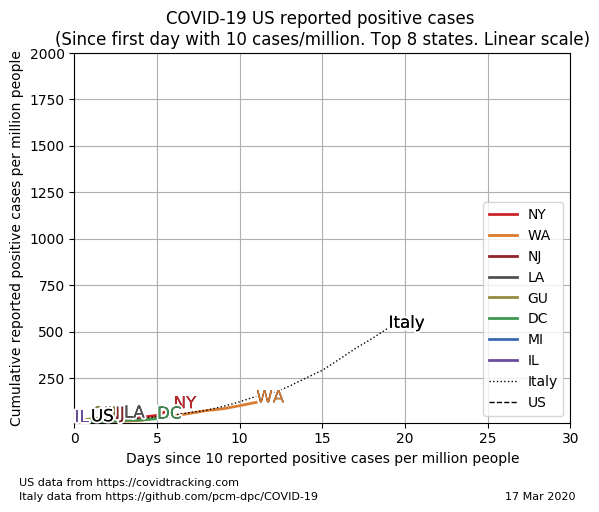 COVID-19 US reported positive cases
(Since first day with 10 cases/million. Top 8 states. Linear scale)
Cumulative reported positive cases per million people
2000
1750
1500
1250
1000
750
500
250
Italy
WA
NY
DC
LA
US
IL
NY
WA
NJ
LA
GU
DC
MI
IL
Italy
US
0
5
10
15
20
25
30
Days since 10 reported positive cases per million people
US data from https://covidtracking.com
Italy data from https://github.com/pcm-dpc/COVID-19
17 Mar 2020